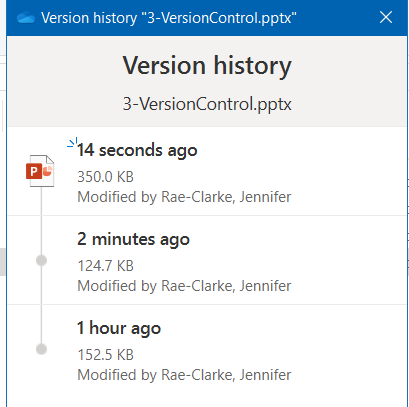 Version history "3-VersionControl.pptx"
Version history
3-VersionControl.pptx
14 seconds ago
P
350.0 KB
Modified by Rae-Clarke, Jennifer
2 minutes ago
124.7 KB
Modified by Rae-Clarke, Jennifer
1 hour ago
152.5 KB
Modified by Rae-Clarke, Jennifer